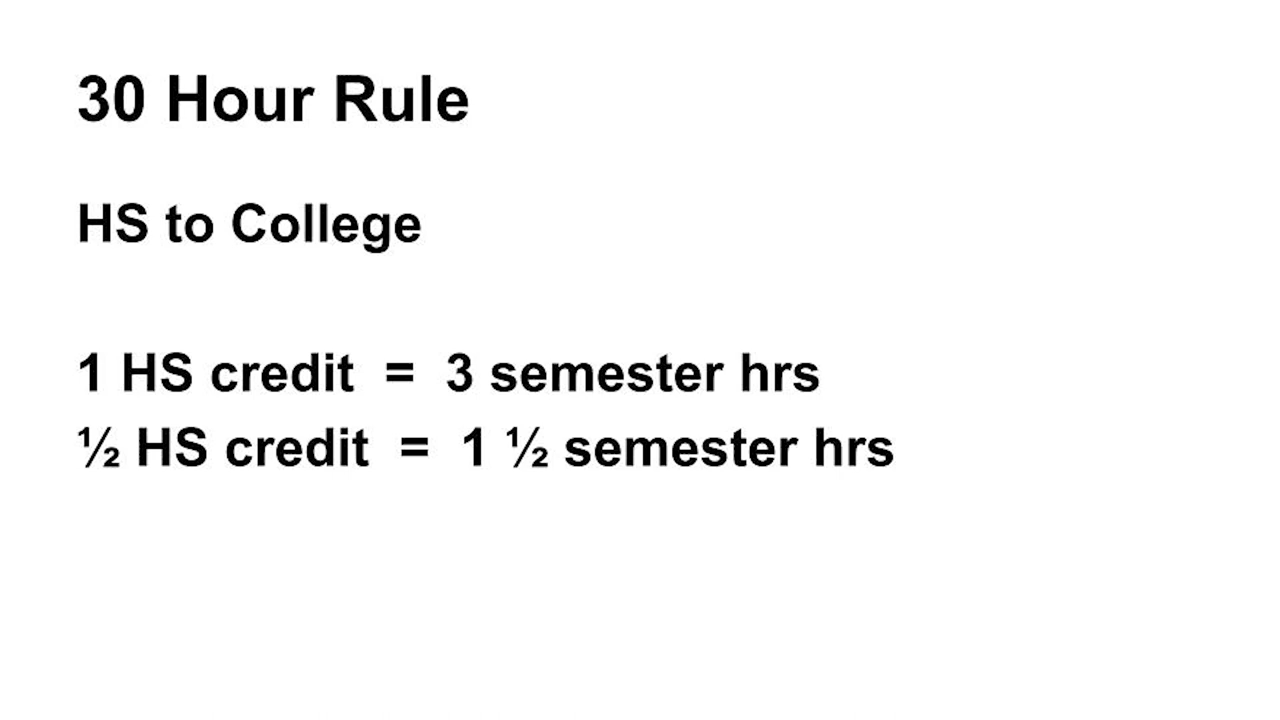 30 Hour Rule
HS to College
1 HS credit = 3 semester hrs
½ HS credit = 1 ½ semester hrs